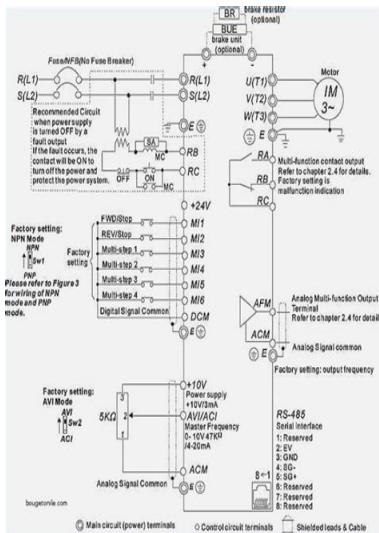 BR
brake resistor
(optional)
BUE
brake unit
(optional)
Fuse/NFB(No Fuse Breaker)
+
-
Motor
R(L1)
R(L1)
U(T1)
IM
3~
S(L2)
S(L2)
V(T2)
W(T3)
E
E
Recommended Circuit
when power supply
is turned OFF by a
fault output
If the fault occurs, the
contact will be ON to
turn off the power and
protect the power system.
SA
MC
RB
OFF
ON
MC
RC
RA
RB
RC
Multi-function contact output
Refer to chapter 2.4 for details.
Factory setting is
malfunction indication
+24V
Factory setting:
NPN Mode
NPN
Sw1
PNP
Please refer to Figure 3
for wiring of NPN
mode and PNP
mode.
Factory
setting
FWD/Stop
MI1
REV/Stop
MI2
Multi-step 1
MI3
Multi-step 2
MI4
Multi-step 3
MI5
Multi-step 4
MI6
Digital Signal Common
DCM
E
AFM
Analog Multi-function Output
Terminal
Refer to chapter 2.4 for detail
ACM
Analog Signal common
E
Factory setting: output frequency
Factory setting:
AVI Mode
AVI
Sw2
ACI
5KΩ
3
2
1
+10V
Power supply
+10V/3mA
AVI/ACI
Master Frequency
0- 10V 47KΩ
/4-20mA
ACM
Analog Signal Common
E
RS-485
Serial Interface
1: Reserved
2: EV
3: GND
4: SG-
5: SG+
6: Reserved
7: Reserved
8: Reserved
8←1
bougetonile.com
Main circuit (power) terminals
Control circuit terminals
Shielded leads & Cable